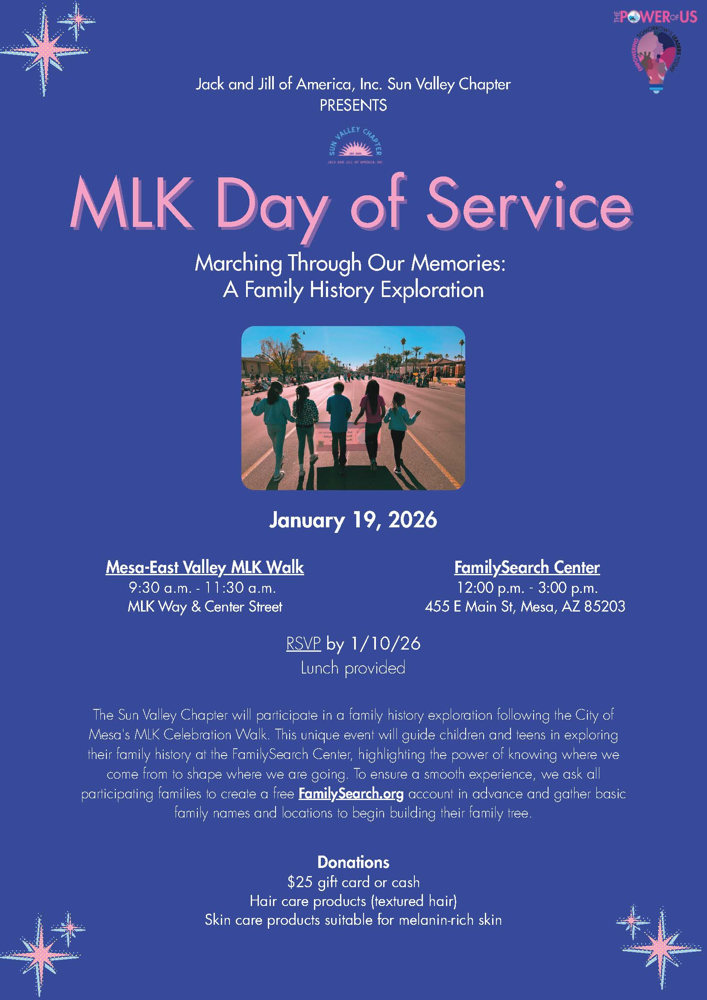 THE POWER OF US
EMPOWERING TOMORROW'S LEADERS TODAY
Jack and Jill of America, Inc. Sun Valley Chapter
PRESENTS
SUN VALLEY CHAPTER
EST. 2020
JACK AND JILL OF AMERICA, INC.
MLK Day of Service
Marching Through Our Memories:
A Family History Exploration
January 19, 2026
Mesa-East Valley MLK Walk
9:30 a.m. - 11:30 a.m.
MLK Way & Center Street
FamilySearch Center
12:00 p.m. - 3:00 p.m.
455 E Main St, Mesa, AZ 85203
RSVP by 1/10/26
Lunch provided
The Sun Valley Chapter will participate in a family history exploration following the City of
Mesa's MLK Celebration Walk. This unique event will guide children and teens in exploring
their family history at the FamilySearch Center, highlighting the power of knowing where we
come from to shape where we are going. To ensure a smooth experience, we ask all
participating families to create a free FamilySearch.org account in advance and gather basic
family names and locations to begin building their family tree.
Donations
$25 gift card or cash
Hair care products (textured hair)
Skin care products suitable for melanin-rich skin